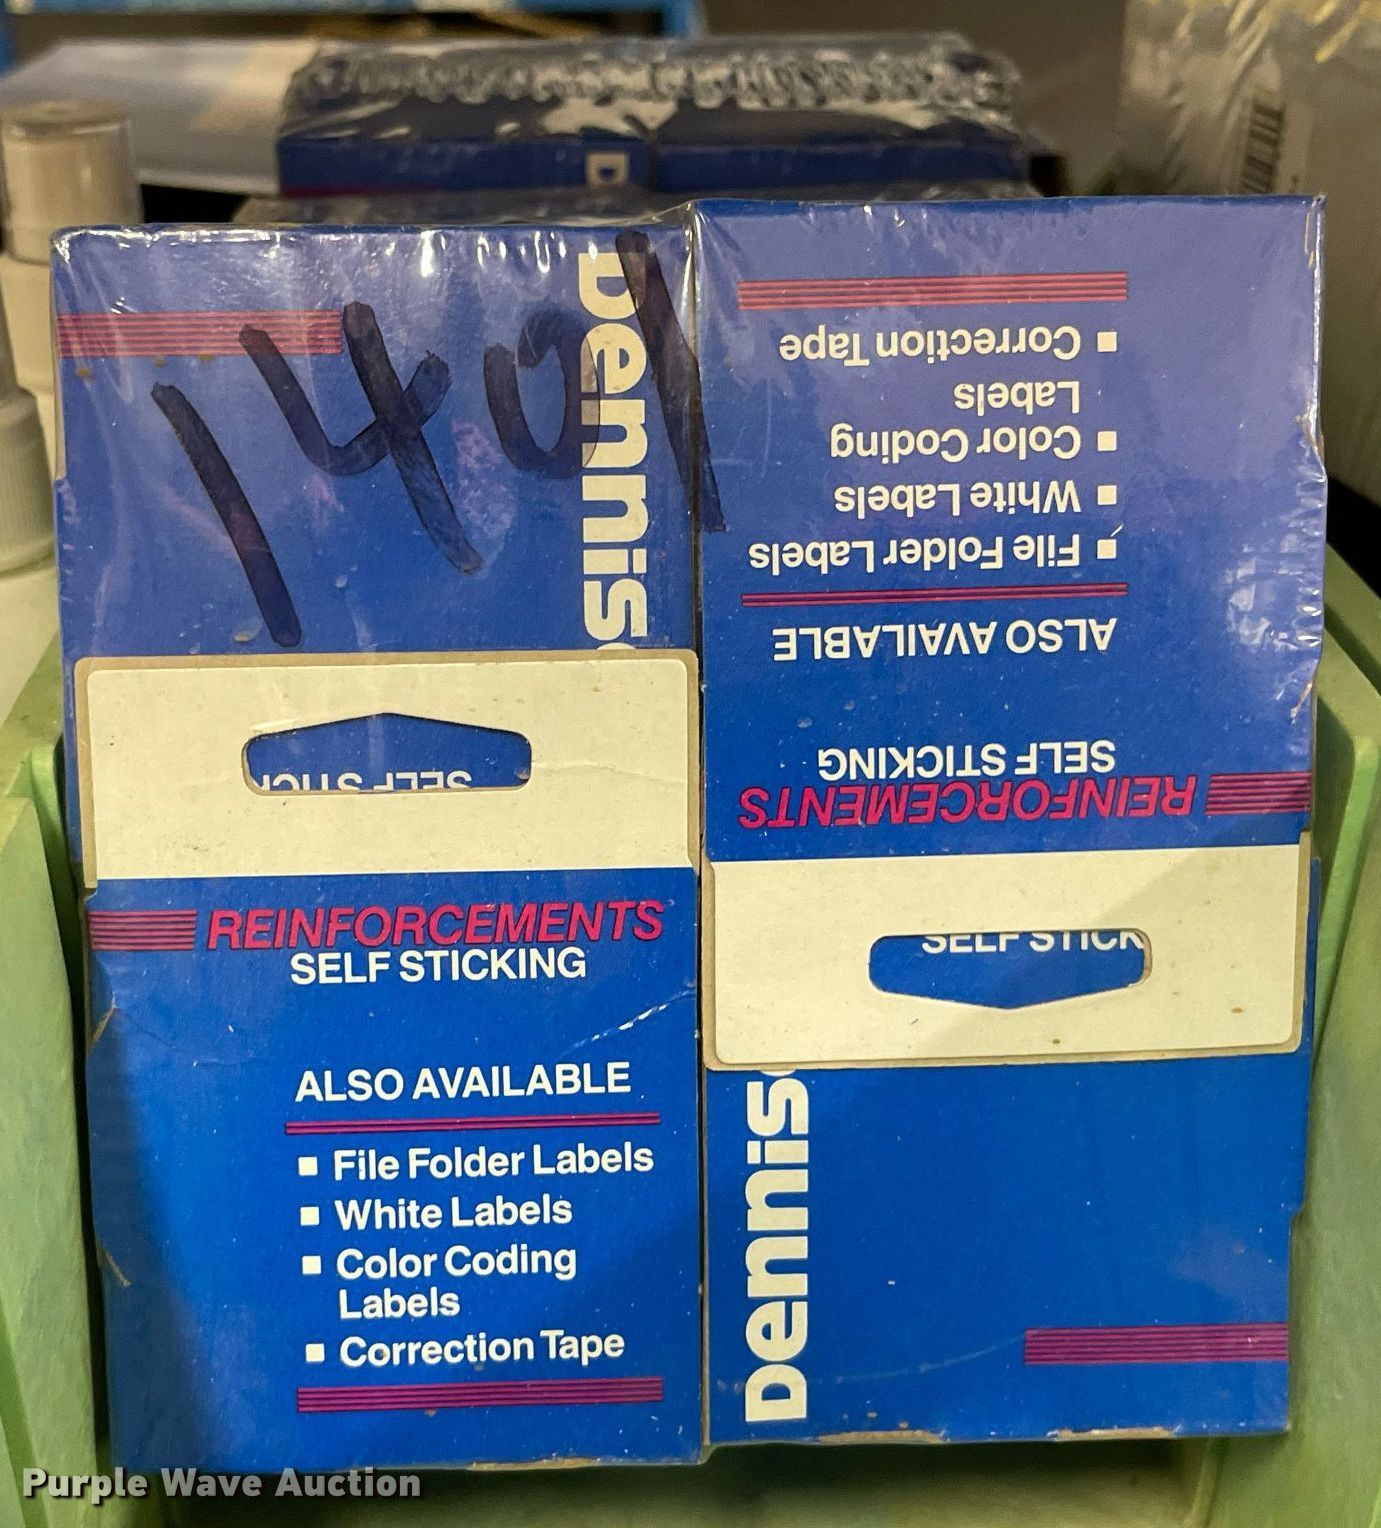 D
1401
Dennis
SELF STICK
REINFORCEMENTS
SELF STICKING
ALSO AVAILABLE
▪ File Folder Labels
▪ White Labels
▪ Color Coding
Labels
▪ Correction Tape
REINFORCEMENTS
SELF STICKING
ALSO AVAILABLE
▪ File Folder Labels
▪ White Labels
▪ Color Coding
Labels
▪ Correction Tape
SELF STICK
Dennis
Purple Wave Auction